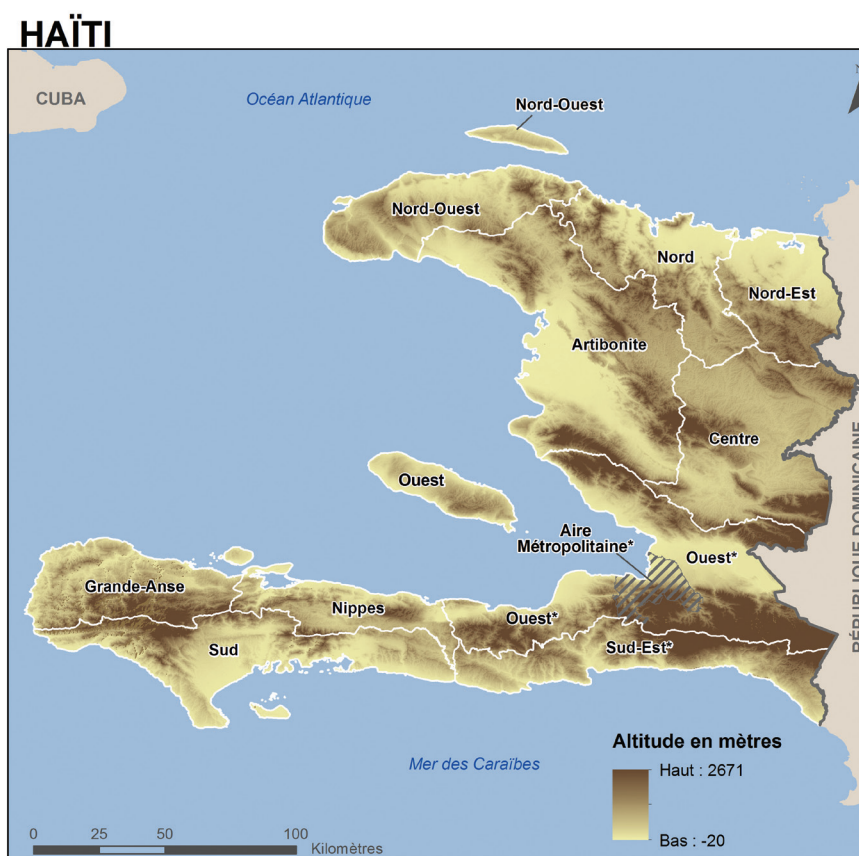 HAÏTI
CUBA
Océan Atlantique
N
Nord-Ouest
Nord-Ouest
Nord
Nord-Est
Artibonite
Centre
Ouest
Aire
Métropolitaine*
Ouest*
Grande-Anse
Nippes
Ouest*
Sud
Sud-Est*
RÉPUBLIQUE DOMINICAINE
Mer des Caraïbes
Altitude en mètres
Haut : 2671
Bas : -20
0 25 50 100
Kilomètres